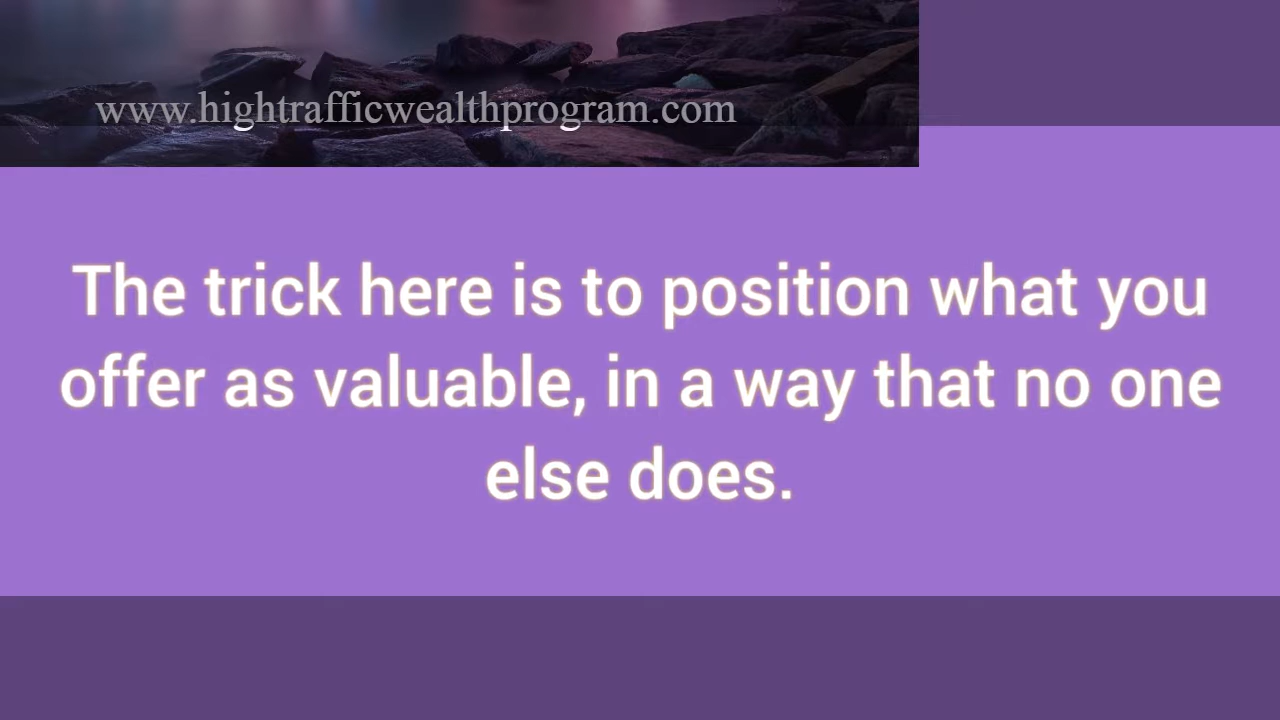 www.hightrafficwealthprogram.com
The trick here is to position what you
offer as valuable, in a way that no one
else does.